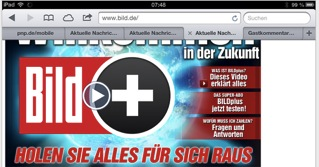 iPad
07:46
99 %
www.bild.de/
Suchen
pnp.de/mobile
Aktuelle Nachric...
Aktuelle Nachric...
Aktuelle Nachric...
Gastkommentar...
in der Zukunft
Bild
+
WAS IST BILDplus?
Dieses Video
erklärt alles
DAS SUPER-ABO
BILDplus
jetzt testen!
WOFÜR MUSS ICH ZAHLEN?
Fragen und
Antworten
HOLEN SIE ALLES FÜR SICH RAUS